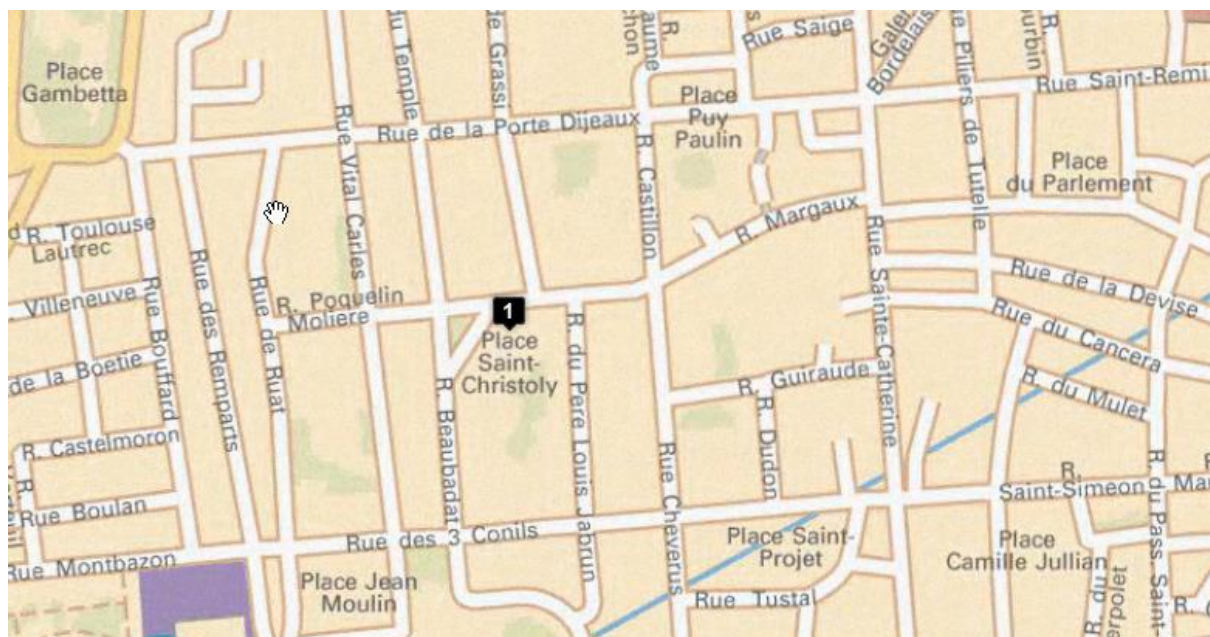 Place
Gambetta
du Temple
de Grassi
R.
Rue Saige
Galer
Bordelaise
Rue Piliers de Tutelle
Rue Saint-Remi
Rue Vital Carles
Rue de la Porte Dijeaux
Place
Puy
Paulin
R. Castillon
Place
du Parlement
R. Toulouse
Lautrec
R. Margaux
Rue Sainte-Catherine
Rue de la Devise
Villeneuve
Rue Bouffard
Rue des Remparts
Rue de Ruat
R. Poquelin
Moliere
1
Place
Saint-
Christoly
R. du Pere Louis Jabrun
Rue du Cancera
de la Boetie
R. Beaubadat
R. Guiraude
R. du Mulet
R. Castelmoron
R. R. Dudon
Rue Cheverus
R.
Rue Boulan
R.
Saint-Simeon
R. du Pass. Saint
Rue des 3 Conils
Place Saint-
Projet
Place
Camille Jullian
Rue Montbazon
Place Jean
Moulin
Rue Tustal
R. du